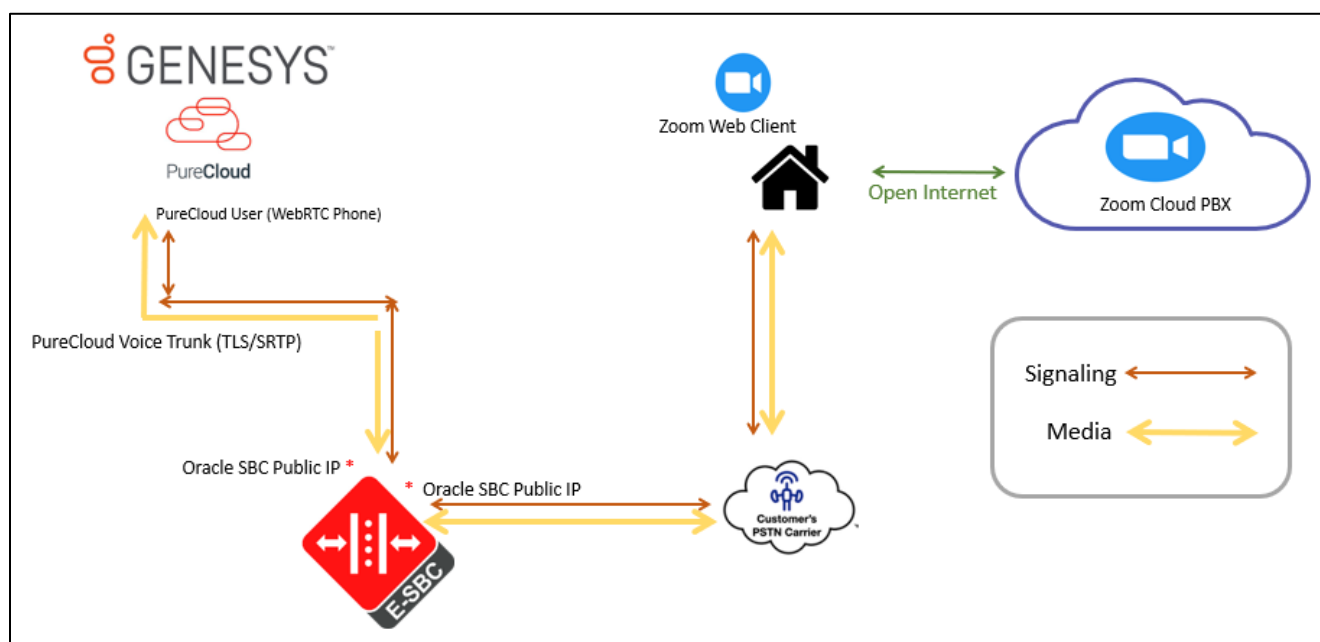 GENESYS™
PureCloud
PureCloud User (WebRTC Phone)
PureCloud Voice Trunk (TLS/SRTP)
Oracle SBC Public IP *
* Oracle SBC Public IP
E-SBC
Zoom Web Client
Open Internet
Zoom Cloud PBX
Customer's
PSTN Carrier
Signaling
Media